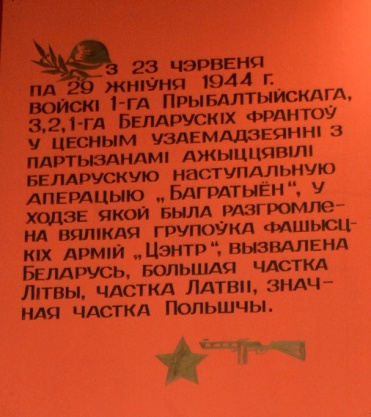 З 23 ЧЭРВЕНЯ
ПА 29 ЖНІЎНЯ 1944 Г.
ВОЙСКІ 1-ГА ПРЫБАЛТЫЙСКАГА,
3,2,1-ГА БЕЛАРУСКІХ ФРАНТОЎ
У ЦЕСНЫМ УЗАЕМАДЗЕЯННІ З
ПАРТЫЗАНАМІ АЖЫЦЦЯВІЛІ
БЕЛАРУСКУЮ НАСТУПАЛЬНУЮ
АПЕРАЦЫЮ „БАГРАТЫЁН“, У
ХОДЗЕ ЯКОЙ БЫЛА РАЗГРОМЛЕ-
НА ВЯЛІКАЯ ГРУПОЎКА ФАШЫСЦ-
КІХ АРМІЙ „ЦЭНТР“, ВЫЗВАЛЕНА
БЕЛАРУСЬ, БОЛЬШАЯ ЧАСТКА
ЛІТВЫ, ЧАСТКА ЛАТВІІ, ЗНАЧ-
НАЯ ЧАСТКА ПОЛЬШЧЫ.